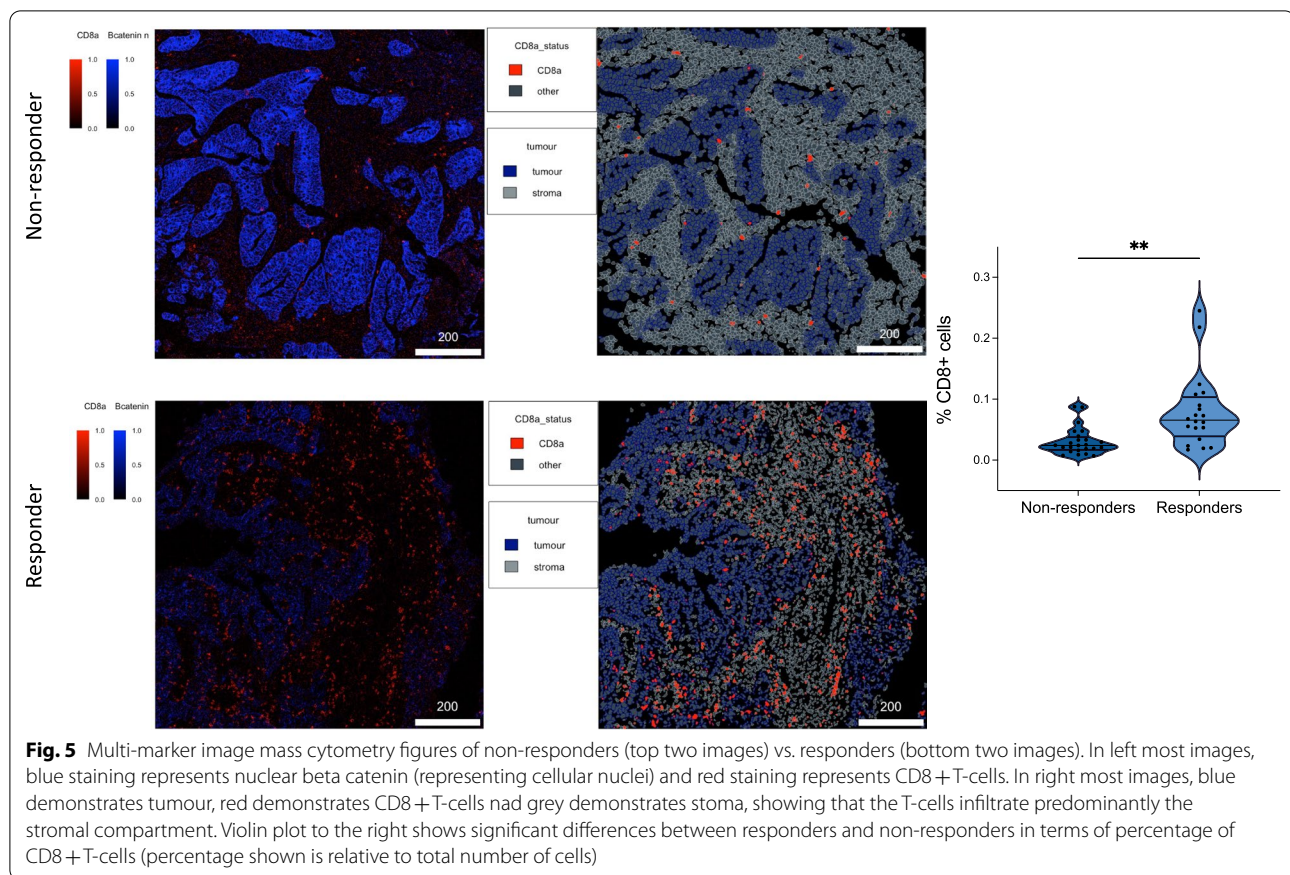 Non-responder
CD8a Bcatenin n
1.0 1.0
0.5 0.5
0.0 0.0
CD8a_status
CD8a
other
tumour
tumour
stroma
200
200
Responder
CD8a Bcatenin
1.0 1.0
0.5 0.5
0.0 0.0
CD8a_status
CD8a
other
tumour
tumour
stroma
200
200
**
% CD8+ cells
0.3
0.2
0.1
0.0
Non-responders Responders
Fig. 5 Multi-marker image mass cytometry figures of non-responders (top two images) vs. responders (bottom two images). In left most images,
blue staining represents nuclear beta catenin (representing cellular nuclei) and red staining represents CD8+T-cells. In right most images, blue
demonstrates tumour, red demonstrates CD8+T-cells nad grey demonstrates stoma, showing that the T-cells infiltrate predominantly the
stromal compartment. Violin plot to the right shows significant differences between responders and non-responders in terms of percentage of
CD8+T-cells (percentage shown is relative to total number of cells)